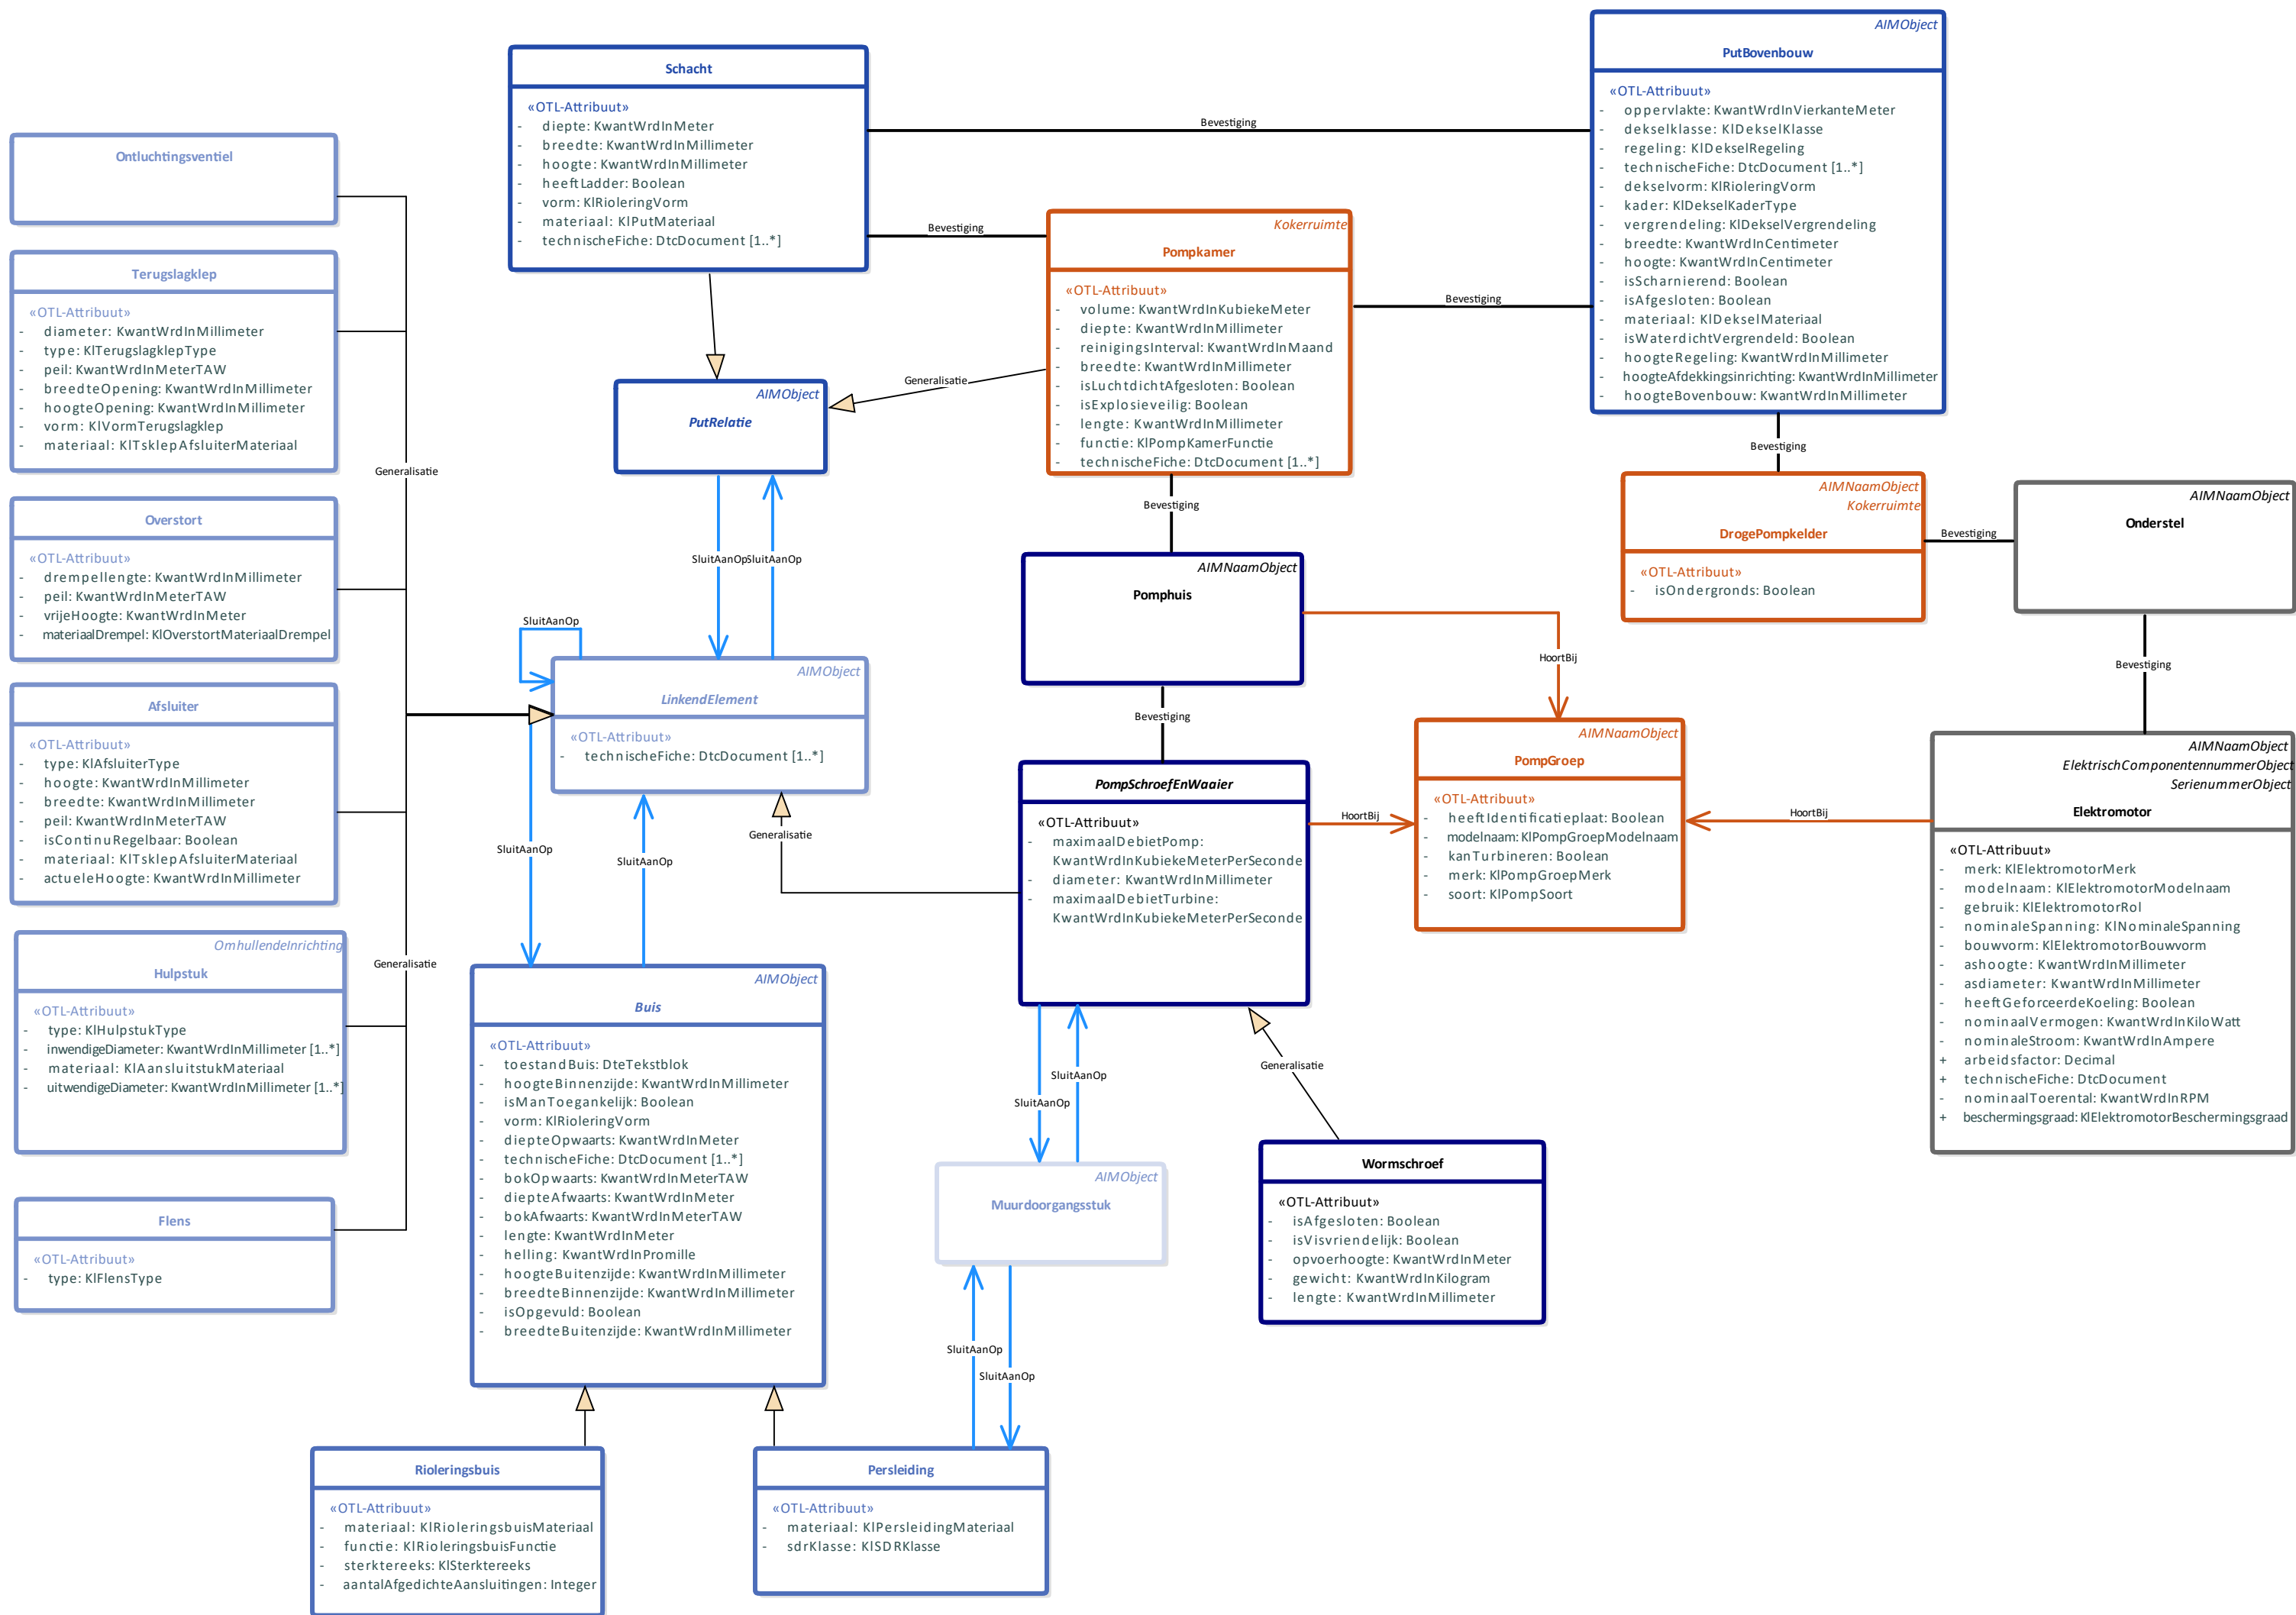 Schacht
«OTL-Attribuut»
- diepte: KwantWrdInMeter
- breedte: KwantWrdInMillimeter
- hoogte: KwantWrdInMillimeter
- heeftLadder: Boolean
- vorm: KlRioleringVorm
- materiaal: KlPutMateriaal
- technischeFiche: DtcDocument [1..*]
AIMObject
PutBovenbouw
«OTL-Attribuut»
- oppervlakte: KwantWrdInVierkanteMeter
- dekselklasse: KlDekselKlasse
- regeling: KlDekselRegeling
- technischeFiche: DtcDocument [1..*]
- dekselvorm: KlRioleringVorm
- kader: KlDekselKaderType
- vergrendeling: KlDekselVergrendeling
- breedte: KwantWrdInCentimeter
- hoogte: KwantWrdInCentimeter
- isScharnierend: Boolean
- isAfgesloten: Boolean
- materiaal: KlDekselMateriaal
- isWaterdichtVergrendeld: Boolean
- hoogteRegeling: KwantWrdInMillimeter
- hoogteAfdekkingsinrichting: KwantWrdInMillimeter
- hoogteBovenbouw: KwantWrdInMillimeter
Bevestiging
Bevestiging
Bevestiging
Bevestiging
Ontluchtingsventiel
Terugslagklep
«OTL-Attribuut»
- diameter: KwantWrdInMillimeter
- type: KlTerugslagklepType
- peil: KwantWrdInMeterTAW
- breedteOpening: KwantWrdInMillimeter
- hoogteOpening: KwantWrdInMillimeter
- vorm: KlVormTerugslagklep
- materiaal: KlTsklepAfsluiterMateriaal
Kokerruimte
Pompkamer
«OTL-Attribuut»
- volume: KwantWrdInKubiekeMeter
- diepte: KwantWrdInMillimeter
- reinigingsInterval: KwantWrdInMaand
- breedte: KwantWrdInMillimeter
- isLuchtdichtAfgesloten: Boolean
- isExplosieveilig: Boolean
- lengte: KwantWrdInMillimeter
- functie: KlPompKamerFunctie
- technischeFiche: DtcDocument [1..*]
Generalisatie
AIMObject
PutRelatie
Generalisatie
Overstort
«OTL-Attribuut»
- drempellengte: KwantWrdInMillimeter
- peil: KwantWrdInMeterTAW
- vrijeHoogte: KwantWrdInMeter
- materiaalDrempel: KlOverstortMateriaalDrempel
SluitAanOp
SluitAanOp
SluitAanOp
Bevestiging
AIMNaamObject
Pomphuis
AIMNaamObject
Kokerruimte
DrogePompkelder
«OTL-Attribuut»
- isOndergronds: Boolean
Bevestiging
AIMNaamObject
Onderstel
Bevestiging
HoortBij
Bevestiging
Afsluiter
«OTL-Attribuut»
- type: KlAfsluiterType
- hoogte: KwantWrdInMillimeter
- breedte: KwantWrdInMillimeter
- peil: KwantWrdInMeterTAW
- isContinuRegelbaar: Boolean
- materiaal: KlTsklepAfsluiterMateriaal
- actueleHoogte: KwantWrdInMillimeter
AIMObject
LinkendElement
«OTL-Attribuut»
- technischeFiche: DtcDocument [1..*]
SluitAanOp
SluitAanOp
Generalisatie
PompSchroefEnWaaier
«OTL-Attribuut»
- maximaalDebietPomp:
KwantWrdInKubiekeMeterPerSeconde
- diameter: KwantWrdInMillimeter
- maximaalDebietTurbine:
KwantWrdInKubiekeMeterPerSeconde
HoortBij
AIMNaamObject
PompGroep
«OTL-Attribuut»
- heeftIdentificatieplaat: Boolean
- modelnaam: KlPompGroepModelnaam
- kanTurbineren: Boolean
- merk: KlPompGroepMerk
- soort: KlPompSoort
HoortBij
AIMNaamObject
ElektrischComponentennummerObject
SerienummerObject
Elektromotor
«OTL-Attribuut»
- merk: KlElektromotorMerk
- modelnaam: KlElektromotorModelnaam
- gebruik: KlElektromotorRol
- nominaleSpanning: KlNominaleSpanning
- bouwvorm: KlElektromotorBouwvorm
- ashoogte: KwantWrdInMillimeter
- asdiameter: KwantWrdInMillimeter
- heeftGeforceerdeKoeling: Boolean
- nominaalVermogen: KwantWrdInKiloWatt
- nominaleStroom: KwantWrdInAmpere
+ arbeidsfactor: Decimal
+ technischeFiche: DtcDocument
- nominaalToerental: KwantWrdInRPM
+ beschermingsgraad: KlElektromotorBeschermingsgraad
Generalisatie
OmhullendeInrichting
Hulpstuk
«OTL-Attribuut»
- type: KlHulpstukType
- inwendigeDiameter: KwantWrdInMillimeter [1..*]
- materiaal: KlAansluitstukMateriaal
- uitwendigeDiameter: KwantWrdInMillimeter [1..*]
AIMObject
Buis
«OTL-Attribuut»
- toestandBuis: DteTekstblok
- hoogteBinnenzijde: KwantWrdInMillimeter
- isManToegankelijk: Boolean
- vorm: KlRioleringVorm
- diepteOpwaarts: KwantWrdInMeter
- technischeFiche: DtcDocument [1..*]
- bokOpwaarts: KwantWrdInMeterTAW
- diepteAfwaarts: KwantWrdInMeter
- bokAfwaarts: KwantWrdInMeterTAW
- lengte: KwantWrdInMeter
- helling: KwantWrdInPromille
- hoogteBuitenzijde: KwantWrdInMillimeter
- breedteBinnenzijde: KwantWrdInMillimeter
- isOpgevuld: Boolean
- breedteBuitenzijde: KwantWrdInMillimeter
SluitAanOp
SluitAanOp
Generalisatie
AIMObject
Muurdoorgangsstuk
Wormschroef
«OTL-Attribuut»
- isAfgesloten: Boolean
- isVisvriendelijk: Boolean
- opvoerhoogte: KwantWrdInMeter
- gewicht: KwantWrdInKilogram
- lengte: KwantWrdInMillimeter
Flens
«OTL-Attribuut»
- type: KlFlensType
SluitAanOp
SluitAanOp
Rioleringsbuis
«OTL-Attribuut»
- materiaal: KlRioleringsbuisMateriaal
- functie: KlRioleringsbuisFunctie
- sterktereeks: KlSterktereeks
- aantalAfgedichteAansluitingen: Integer
Persleiding
«OTL-Attribuut»
- materiaal: KlPersleidingMateriaal
- sdrKlasse: KlSDRKlasse